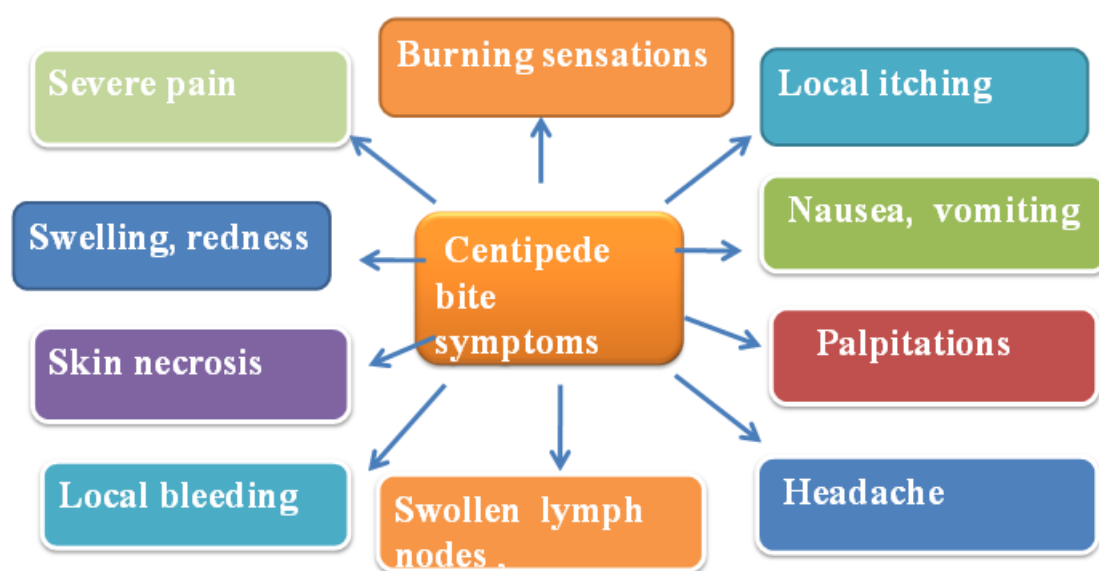 Burning sensations
Severe pain
Local itching
Nausea, vomiting
Swelling, redness
Centipede
bite
symptoms
Palpitations
Skin necrosis
Local bleeding
Headache
Swollen lymph
nodes ,